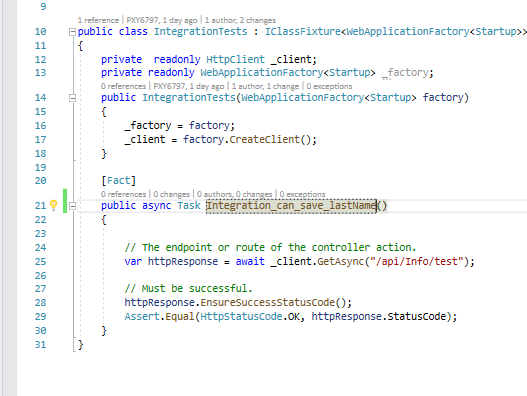 9
1 reference | PXY6797, 1 day ago | 1 author, 2 changes
10 public class IntegrationTests : IClassFixture<WebApplicationFactory<Startup>>
11 {
12 private  readonly HttpClient _client;
13 private readonly WebApplicationFactory<Startup> _factory;
0 references | PXY6797, 1 day ago | 1 author, 1 change | 0 exceptions
14 public IntegrationTests(WebApplicationFactory<Startup> factory)
15 {
16 _factory = factory;
17 _client = factory.CreateClient();
18 }
19
20 [Fact]
0 references | 0 changes | 0 authors, 0 changes | 0 exceptions
21 public async Task Integration_can_save_lastName()
22 {
23
24 // The endpoint or route of the controller action.
25 var httpResponse = await _client.GetAsync("/api/Info/test");
26
27 // Must be successful.
28 httpResponse.EnsureSuccessStatusCode();
29 Assert.Equal(HttpStatusCode.OK, httpResponse.StatusCode);
30 }
31 }